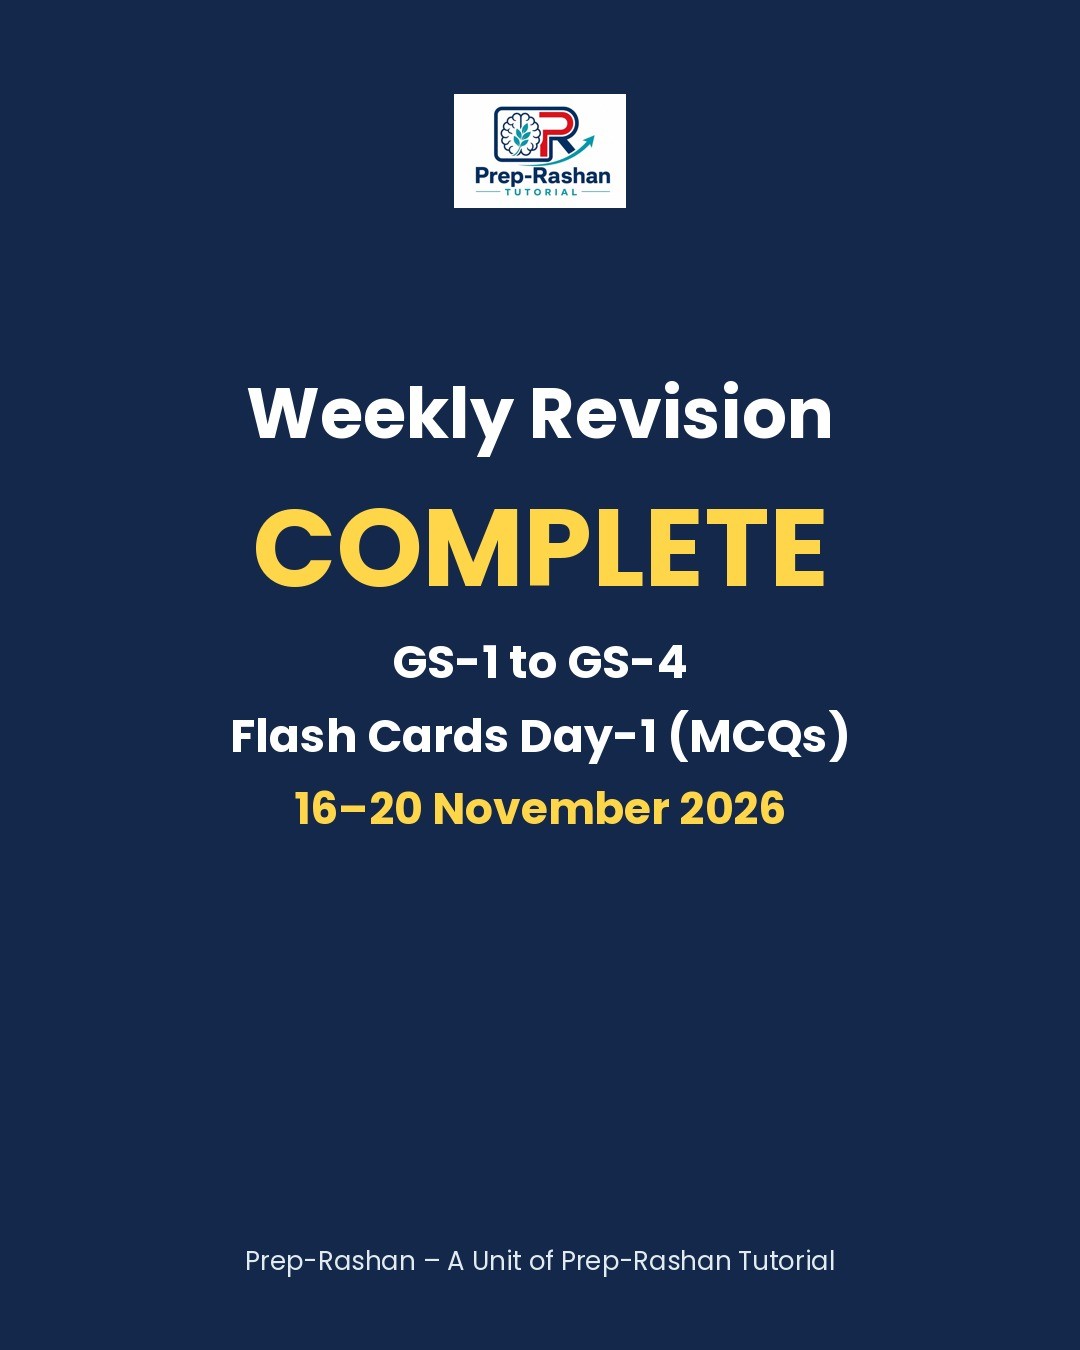 PR
Prep-Rashan
TUTORIAL
Weekly Revision
COMPLETE
GS-1 to GS-4
Flash Cards Day-1 (MCQs)
16–20 November 2026
Prep-Rashan – A Unit of Prep-Rashan Tutorial